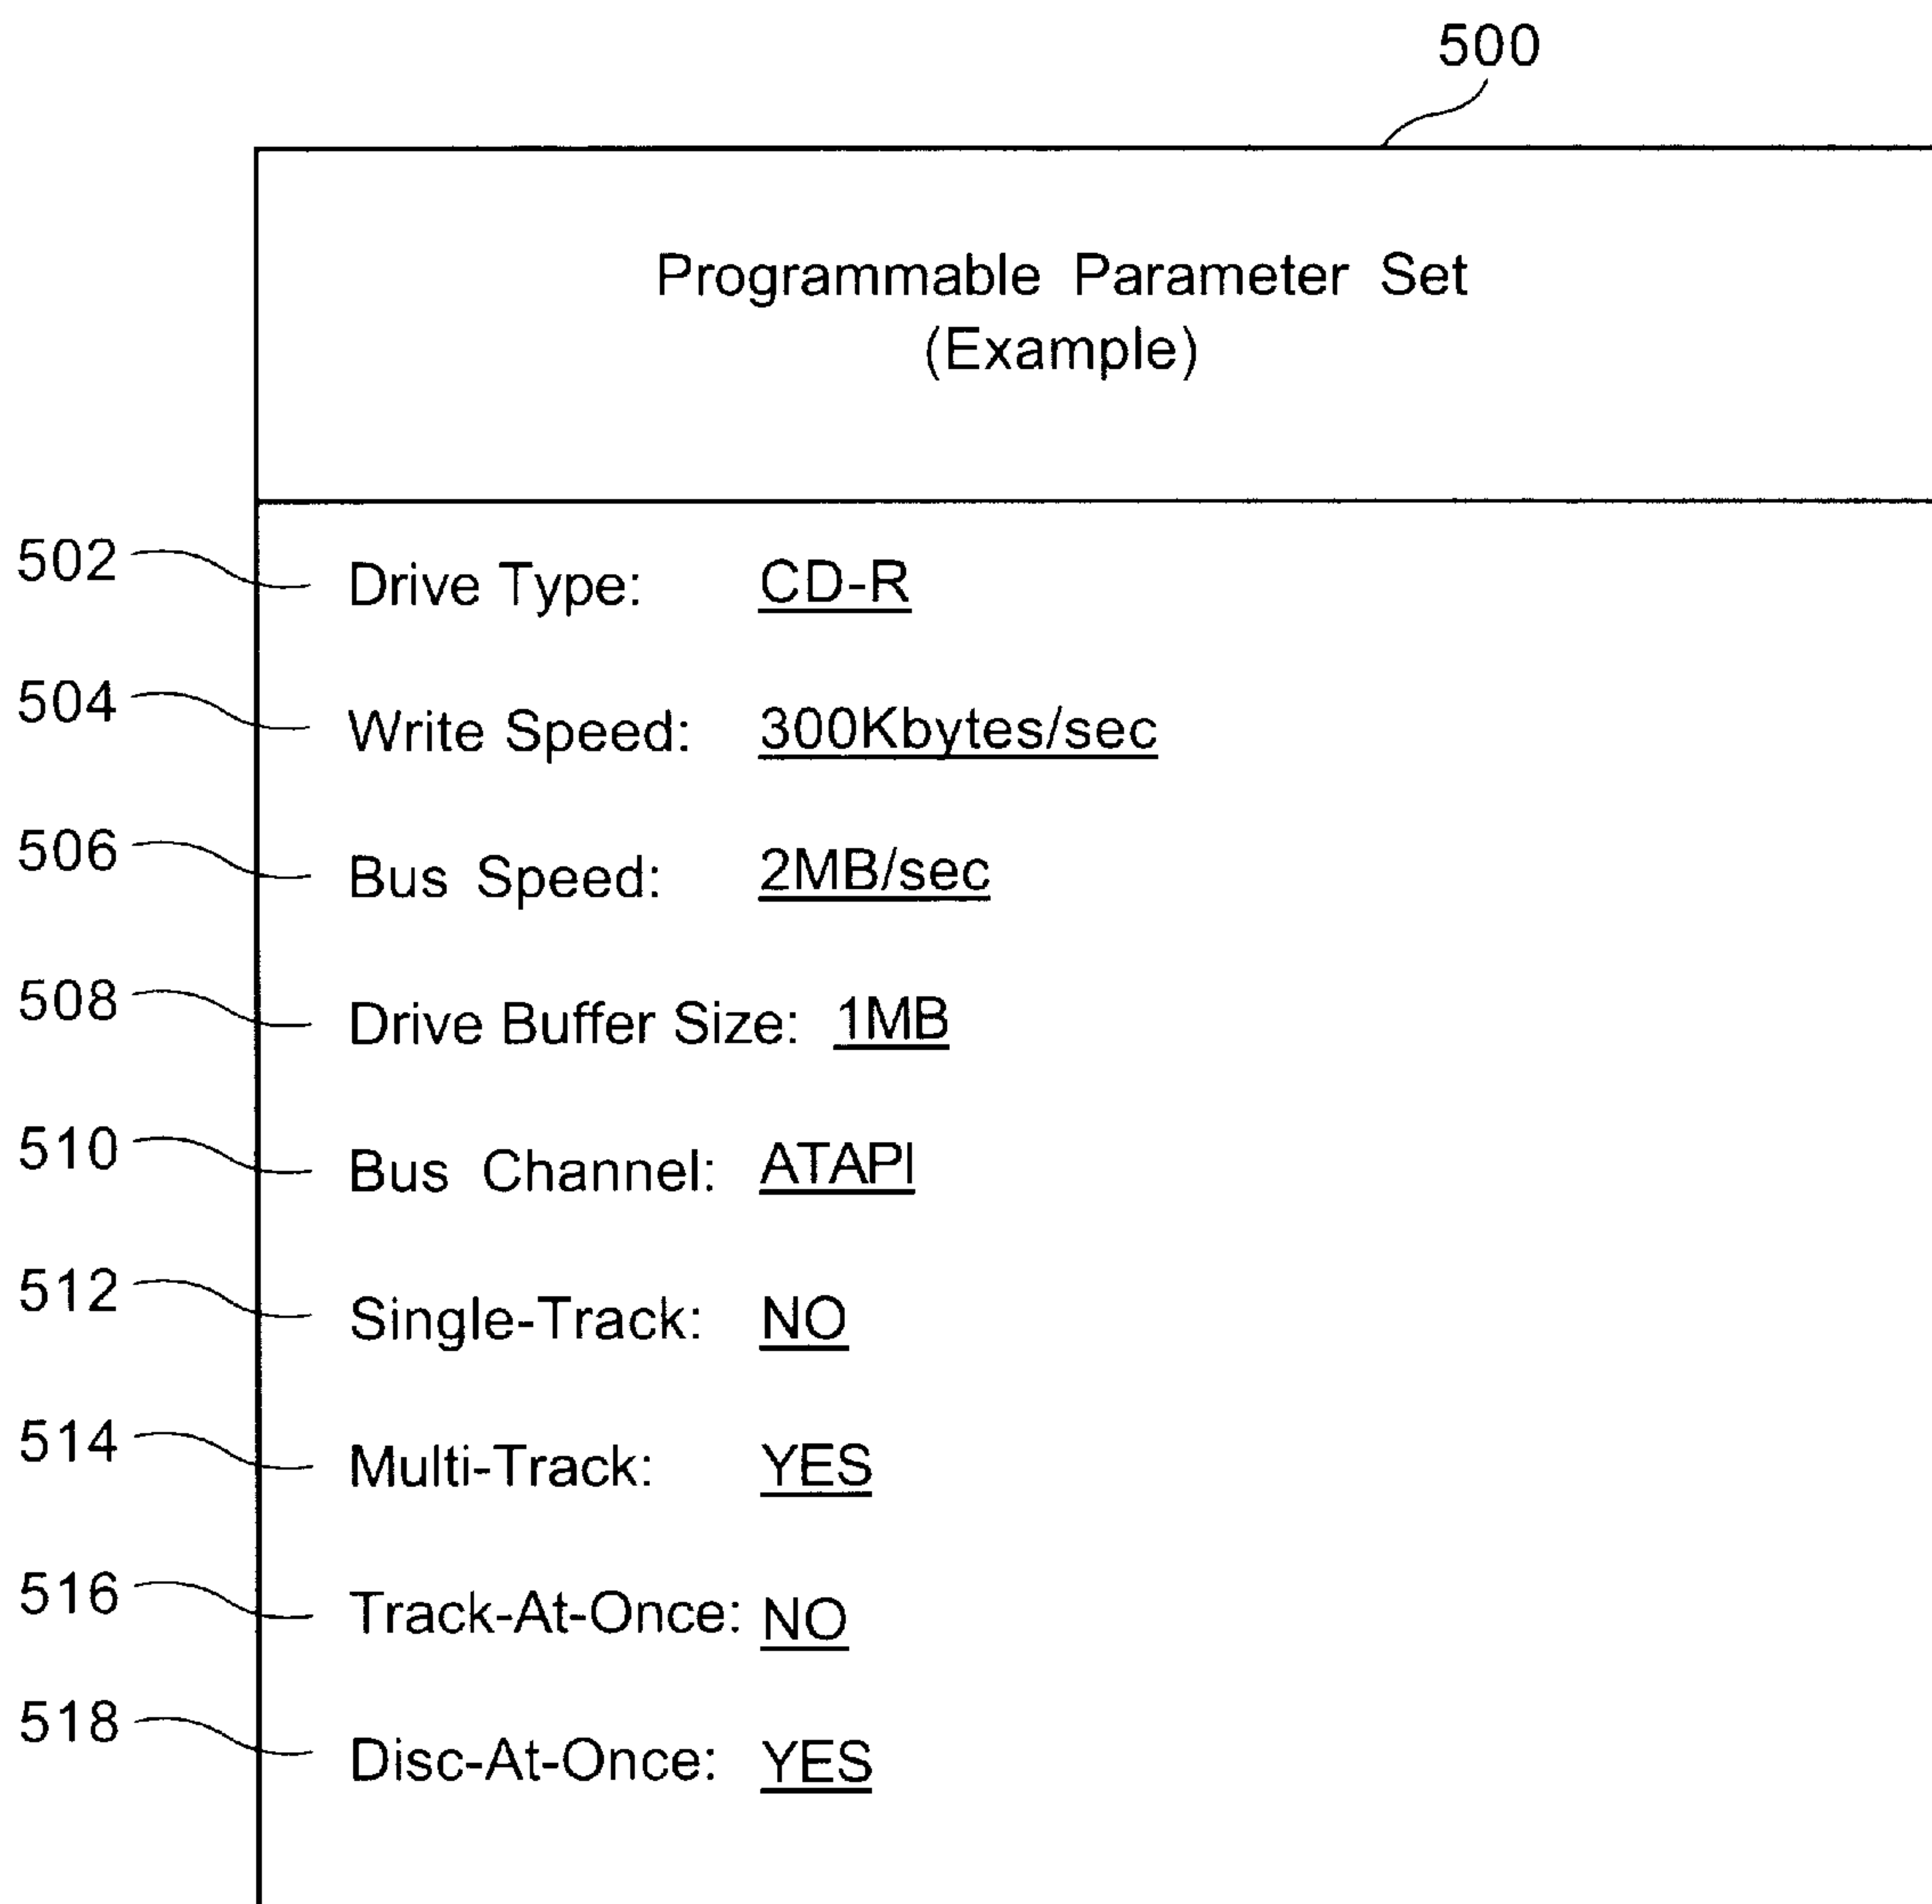 500
Programmable Parameter Set
(Example)
502 Drive Type: CD-R
504 Write Speed: 300Kbytes/sec
506 Bus Speed: 2MB/sec
508 Drive Buffer Size: 1MB
510 Bus Channel: ATAPI
512 Single-Track: NO
514 Multi-Track: YES
516 Track-At-Once: NO
518 Disc-At-Once: YES